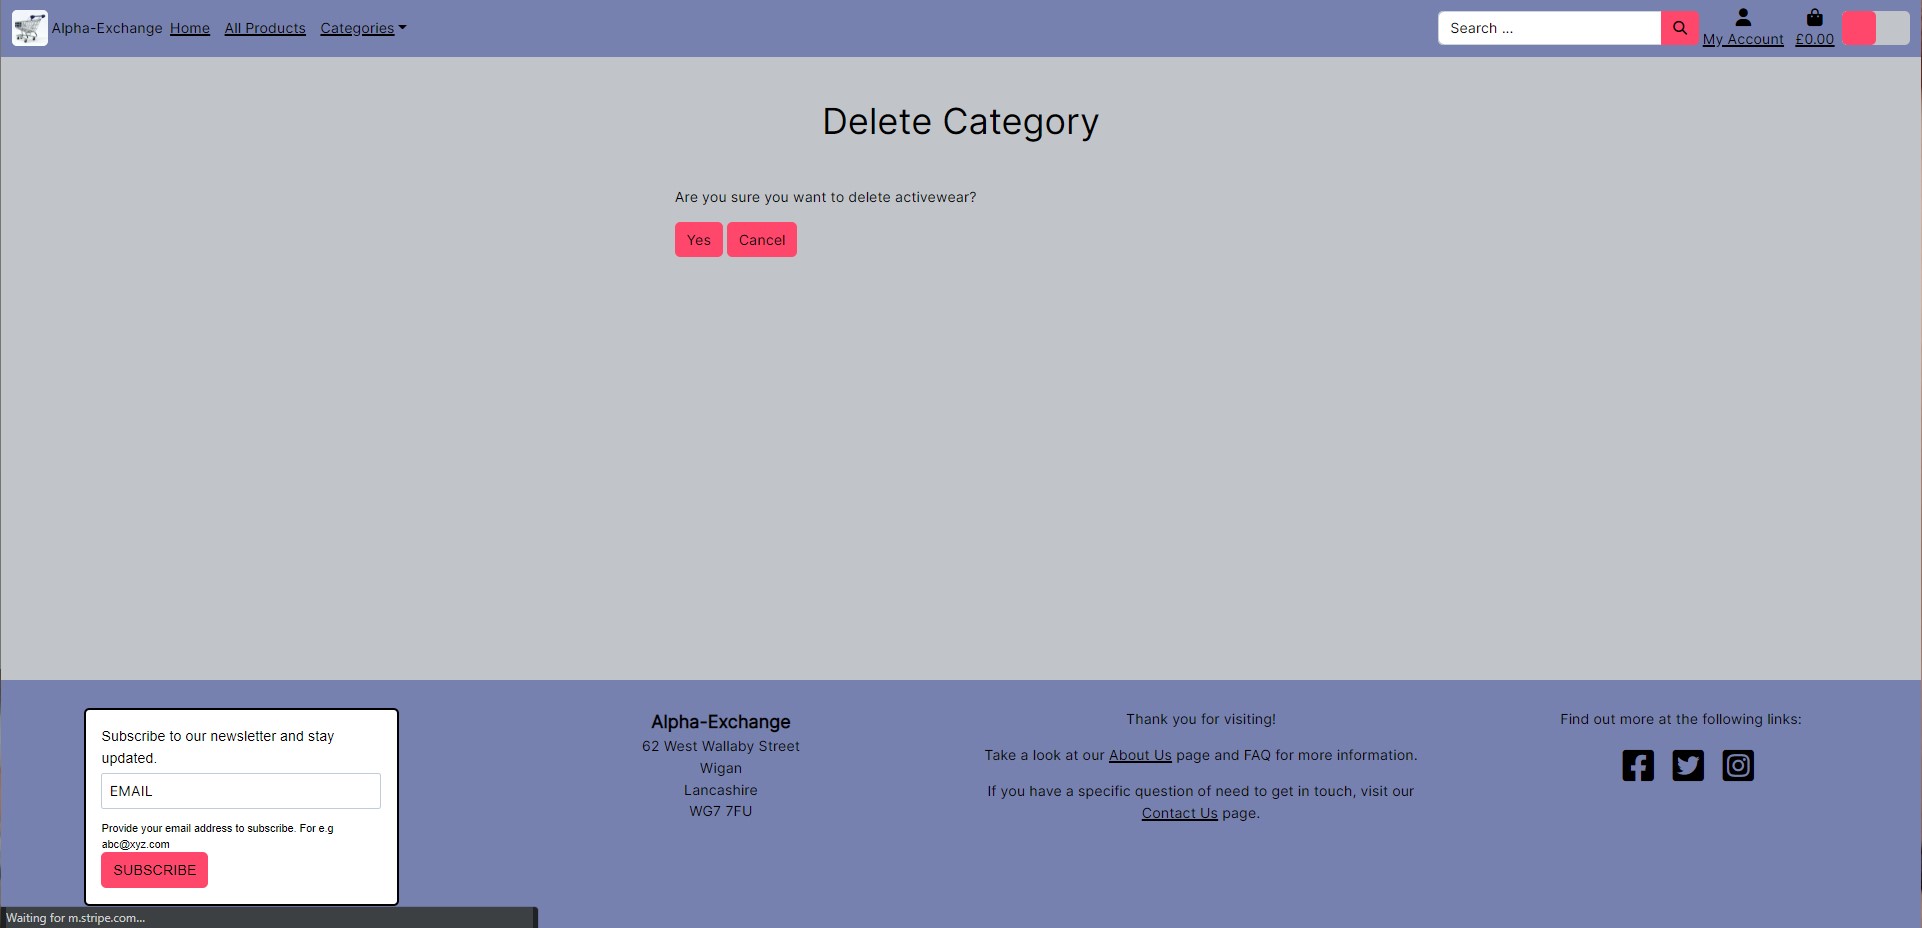 Alpha-Exchange Home All Products Categories Search ... My Account £0.00
Delete Category
Are you sure you want to delete activewear?
Yes Cancel
Subscribe to our newsletter and stay
updated.
EMAIL
Provide your email address to subscribe. For e.g
abc@xyz.com
SUBSCRIBE
Alpha-Exchange
62 West Wallaby Street
Wigan
Lancashire
WG7 7FU
Thank you for visiting!
Take a look at our About Us page and FAQ for more information.
If you have a specific question of need to get in touch, visit our
Contact Us page.
Find out more at the following links:
Waiting for m.stripe.com...